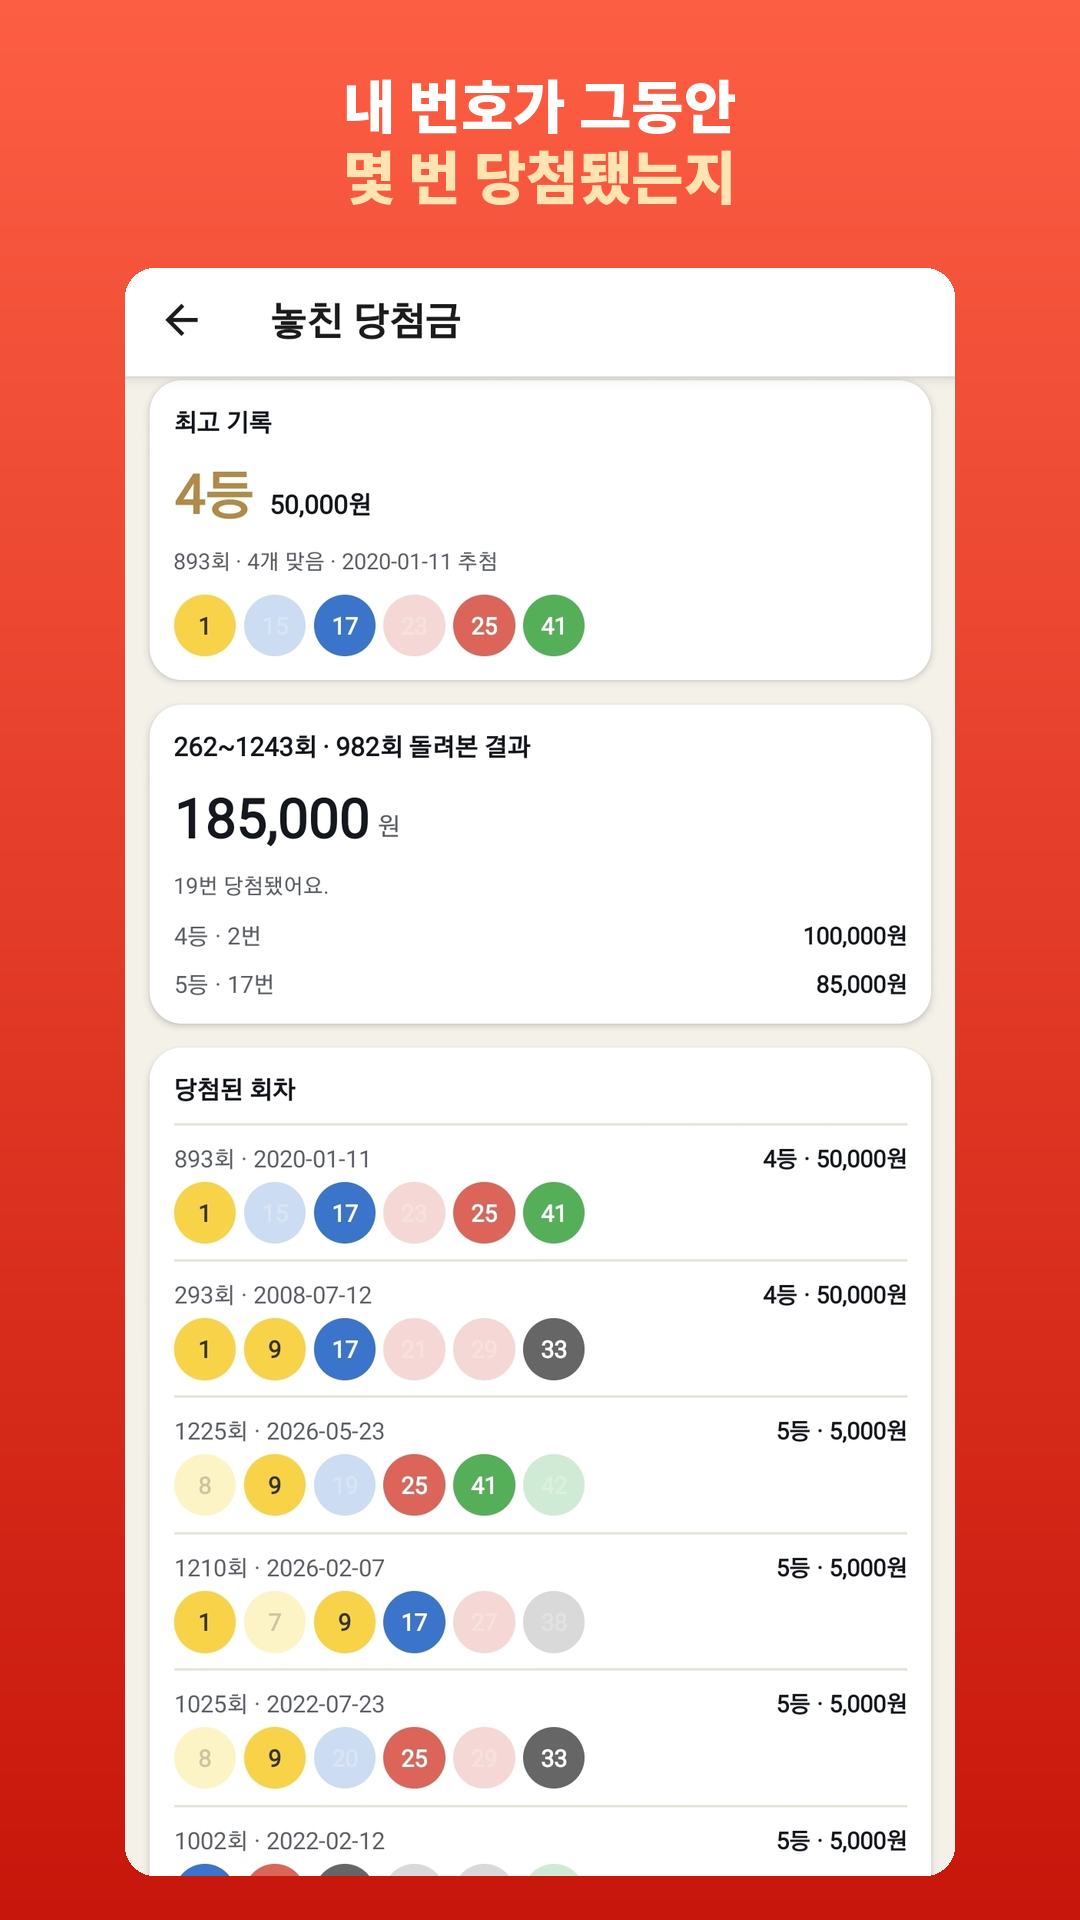 내 번호가 그동안
몇 번 당첨됐는지
놓친 당첨금
최고 기록
4등 50,000원
893회 · 4개 맞음 · 2020-01-11 추첨
1 15 17 23 25 41
262~1243회 · 982회 돌려본 결과
185,000 원
19번 당첨됐어요.
4등 · 2번 100,000원
5등 · 17번 85,000원
당첨된 회차
893회 · 2020-01-11 4등 · 50,000원
1 15 17 23 25 41
293회 · 2008-07-12 4등 · 50,000원
1 9 17 21 29 33
1225회 · 2026-05-23 5등 · 5,000원
8 9 19 25 41 42
1210회 · 2026-02-07 5등 · 5,000원
1 7 9 17 27 38
1025회 · 2022-07-23 5등 · 5,000원
8 9 20 25 29 33
1002회 · 2022-02-12 5등 · 5,000원